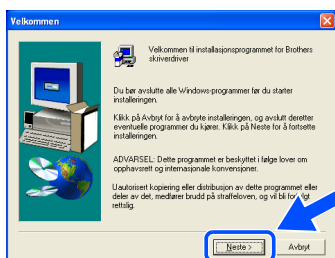 Velkommen
Velkommen til installasjonsprogrammet for Brothers
skriverdriver
Du bør avslutte alle Windows-programmer før du starter
installeringen.
Klikk på Avbryt for å avbryte installeringen, og avslutt deretter
eventuelle programmer du kjører. Klikk på Neste for å fortsette
installeringen.
ADVARSEL: Dette programmet er beskyttet i følge lover om
opphavsrett og internasjonale konvensjoner.
Uautorisert kopiering eller distribusjon av dette programmet eller
deler av det, medfører brudd på straffeloven, og vil bli forfulgt
rettslig.
Neste > Avbryt